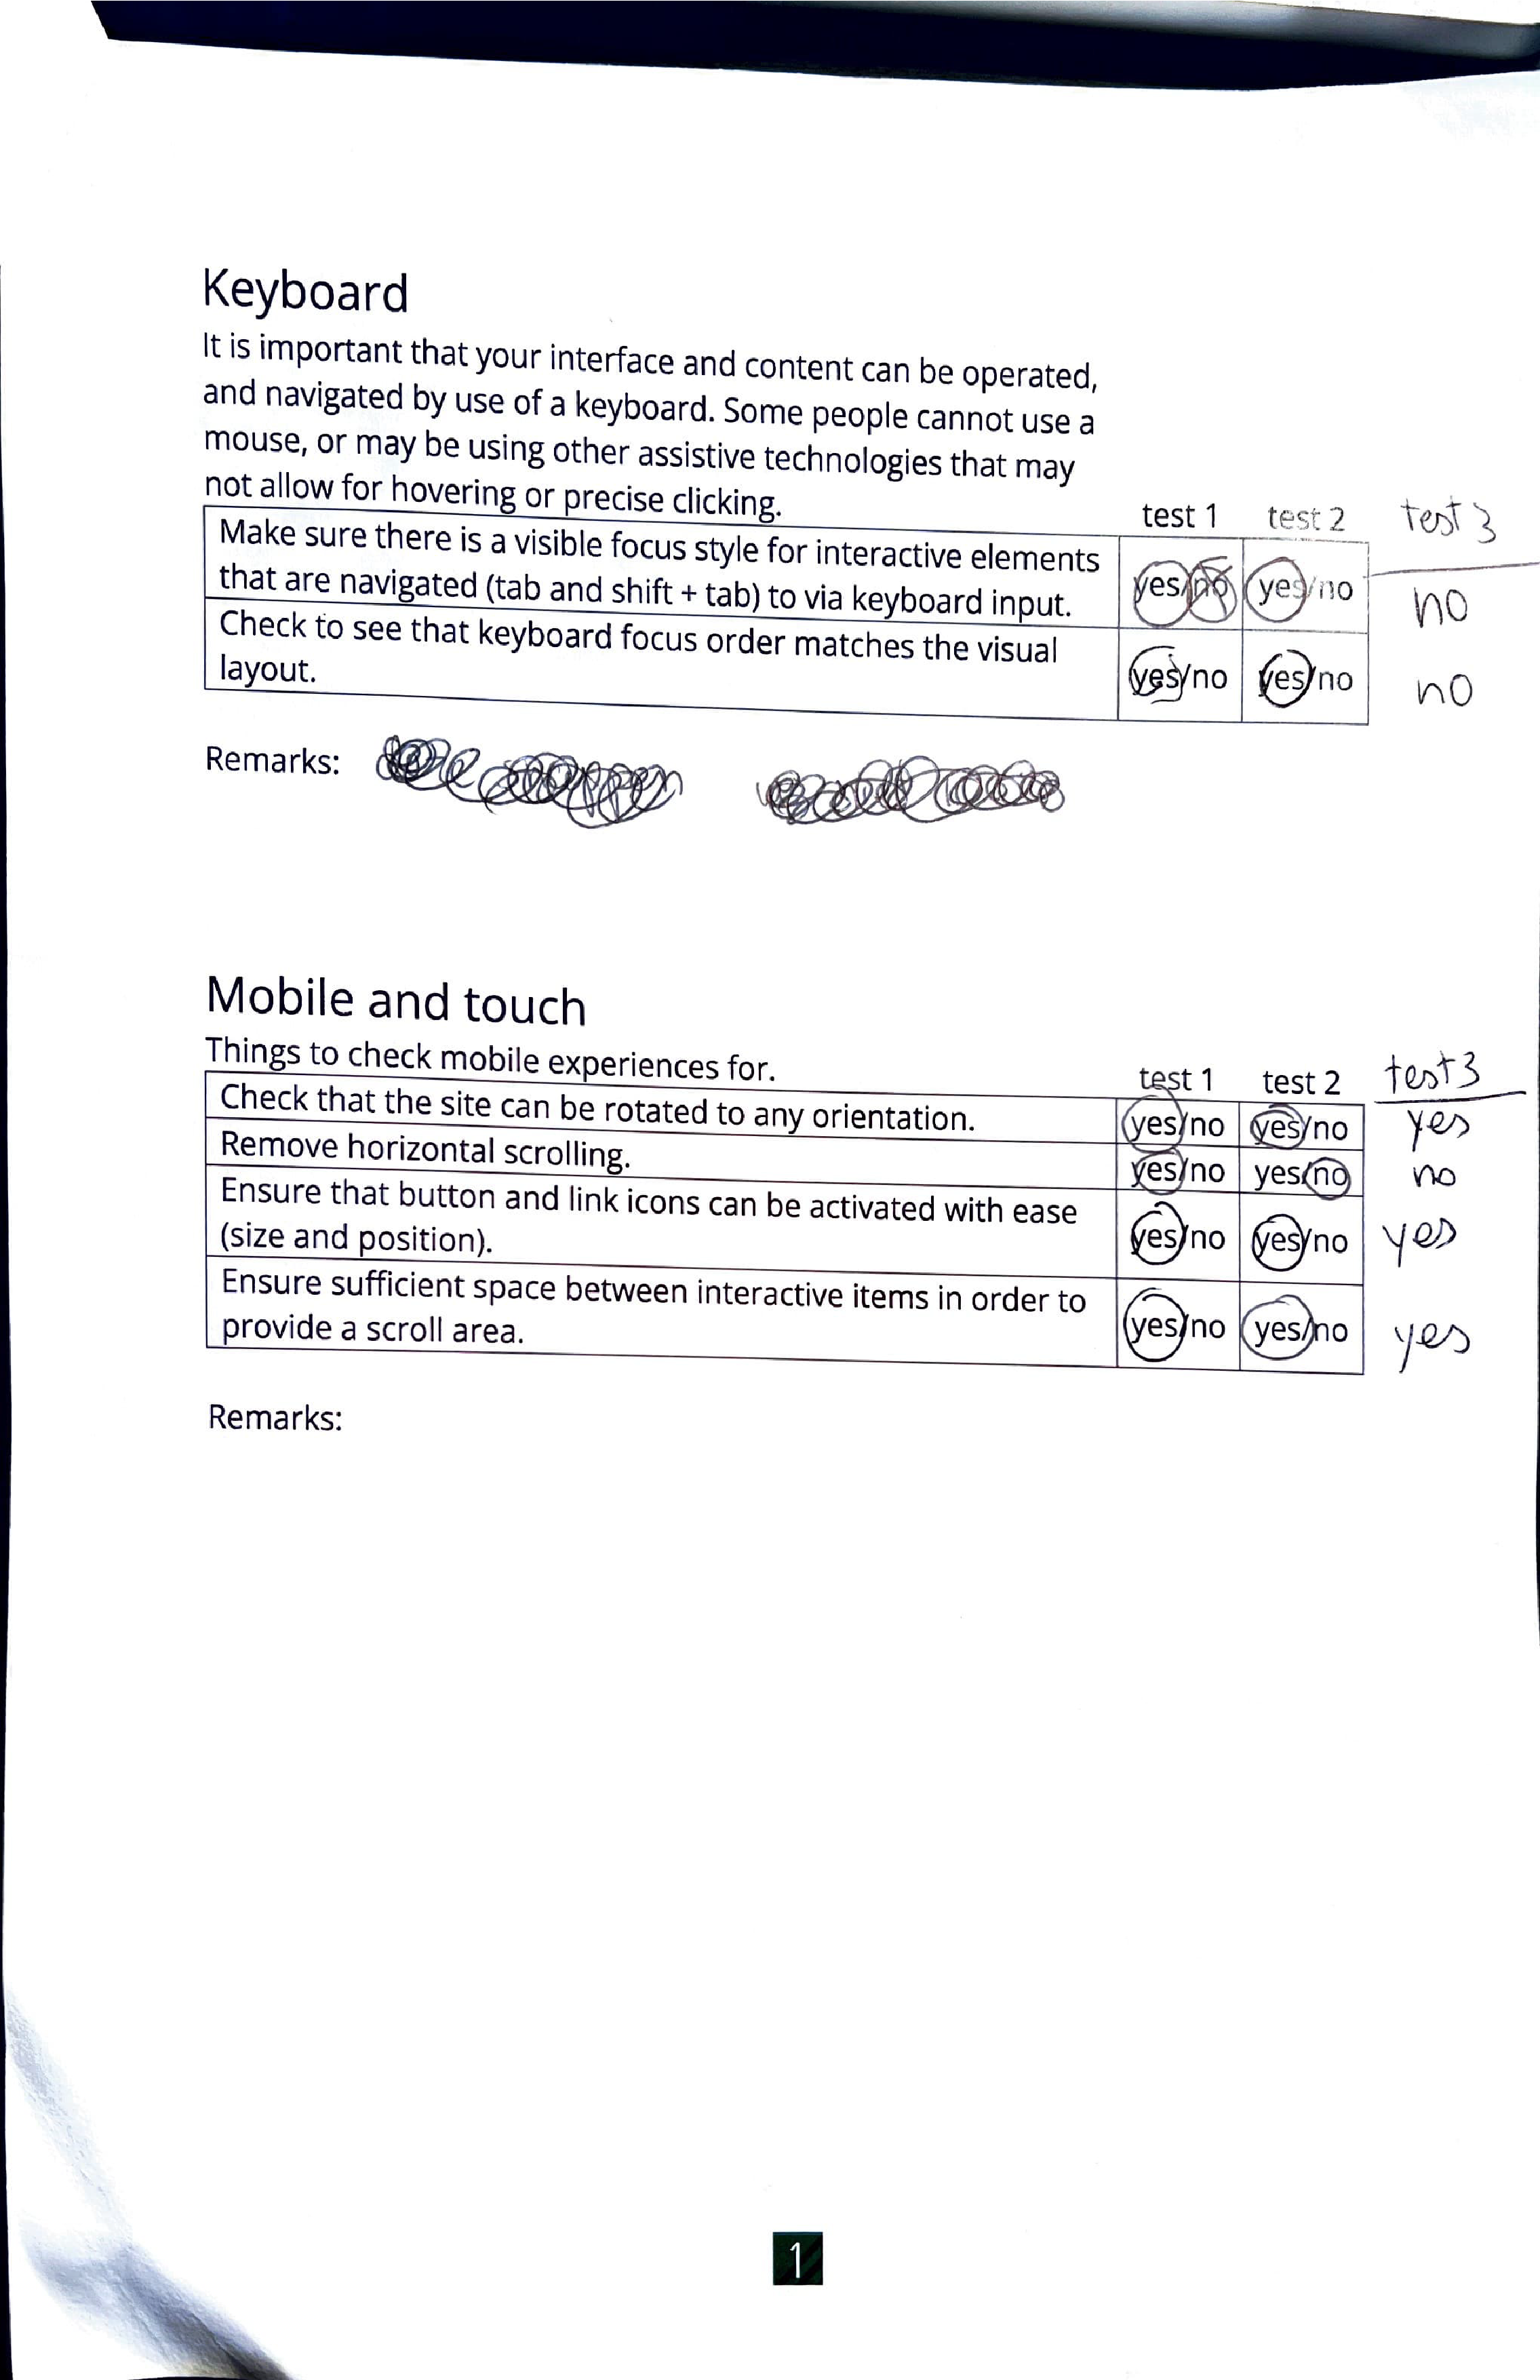 Keyboard
It is important that your interface and content can be operated,
and navigated by use of a keyboard. Some people cannot use a
mouse, or may be using other assistive technologies that may
not allow for hovering or precise clicking.
test 1 test 2 test 3
Make sure there is a visible focus style for interactive elements
that are navigated (tab and shift + tab) to via keyboard input.
yes/no yes/no no
Check to see that keyboard focus order matches the visual
layout.
yes/no yes/no no
Remarks:
Mobile and touch
Things to check mobile experiences for.
test 1 test 2 test 3
Check that the site can be rotated to any orientation. yes/no yes/no yes
Remove horizontal scrolling. yes/no yes/no no
Ensure that button and link icons can be activated with ease
(size and position).
yes/no yes/no yes
Ensure sufficient space between interactive items in order to
provide a scroll area.
yes/no yes/no yes
Remarks:
1